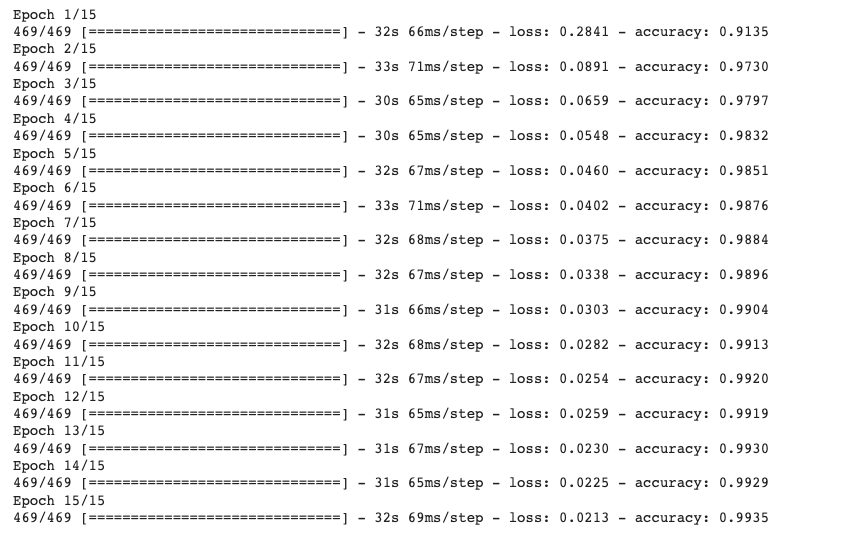 Epoch 1/15
469/469 [==============================] - 32s 66ms/step - loss: 0.2841 - accuracy: 0.9135
Epoch 2/15
469/469 [==============================] - 33s 71ms/step - loss: 0.0891 - accuracy: 0.9730
Epoch 3/15
469/469 [==============================] - 30s 65ms/step - loss: 0.0659 - accuracy: 0.9797
Epoch 4/15
469/469 [==============================] - 30s 65ms/step - loss: 0.0548 - accuracy: 0.9832
Epoch 5/15
469/469 [==============================] - 32s 67ms/step - loss: 0.0460 - accuracy: 0.9851
Epoch 6/15
469/469 [==============================] - 33s 71ms/step - loss: 0.0402 - accuracy: 0.9876
Epoch 7/15
469/469 [==============================] - 32s 68ms/step - loss: 0.0375 - accuracy: 0.9884
Epoch 8/15
469/469 [==============================] - 32s 67ms/step - loss: 0.0338 - accuracy: 0.9896
Epoch 9/15
469/469 [==============================] - 31s 66ms/step - loss: 0.0303 - accuracy: 0.9904
Epoch 10/15
469/469 [==============================] - 32s 68ms/step - loss: 0.0282 - accuracy: 0.9913
Epoch 11/15
469/469 [==============================] - 32s 67ms/step - loss: 0.0254 - accuracy: 0.9920
Epoch 12/15
469/469 [==============================] - 31s 65ms/step - loss: 0.0259 - accuracy: 0.9919
Epoch 13/15
469/469 [==============================] - 31s 67ms/step - loss: 0.0230 - accuracy: 0.9930
Epoch 14/15
469/469 [==============================] - 31s 65ms/step - loss: 0.0225 - accuracy: 0.9929
Epoch 15/15
469/469 [==============================] - 32s 69ms/step - loss: 0.0213 - accuracy: 0.9935